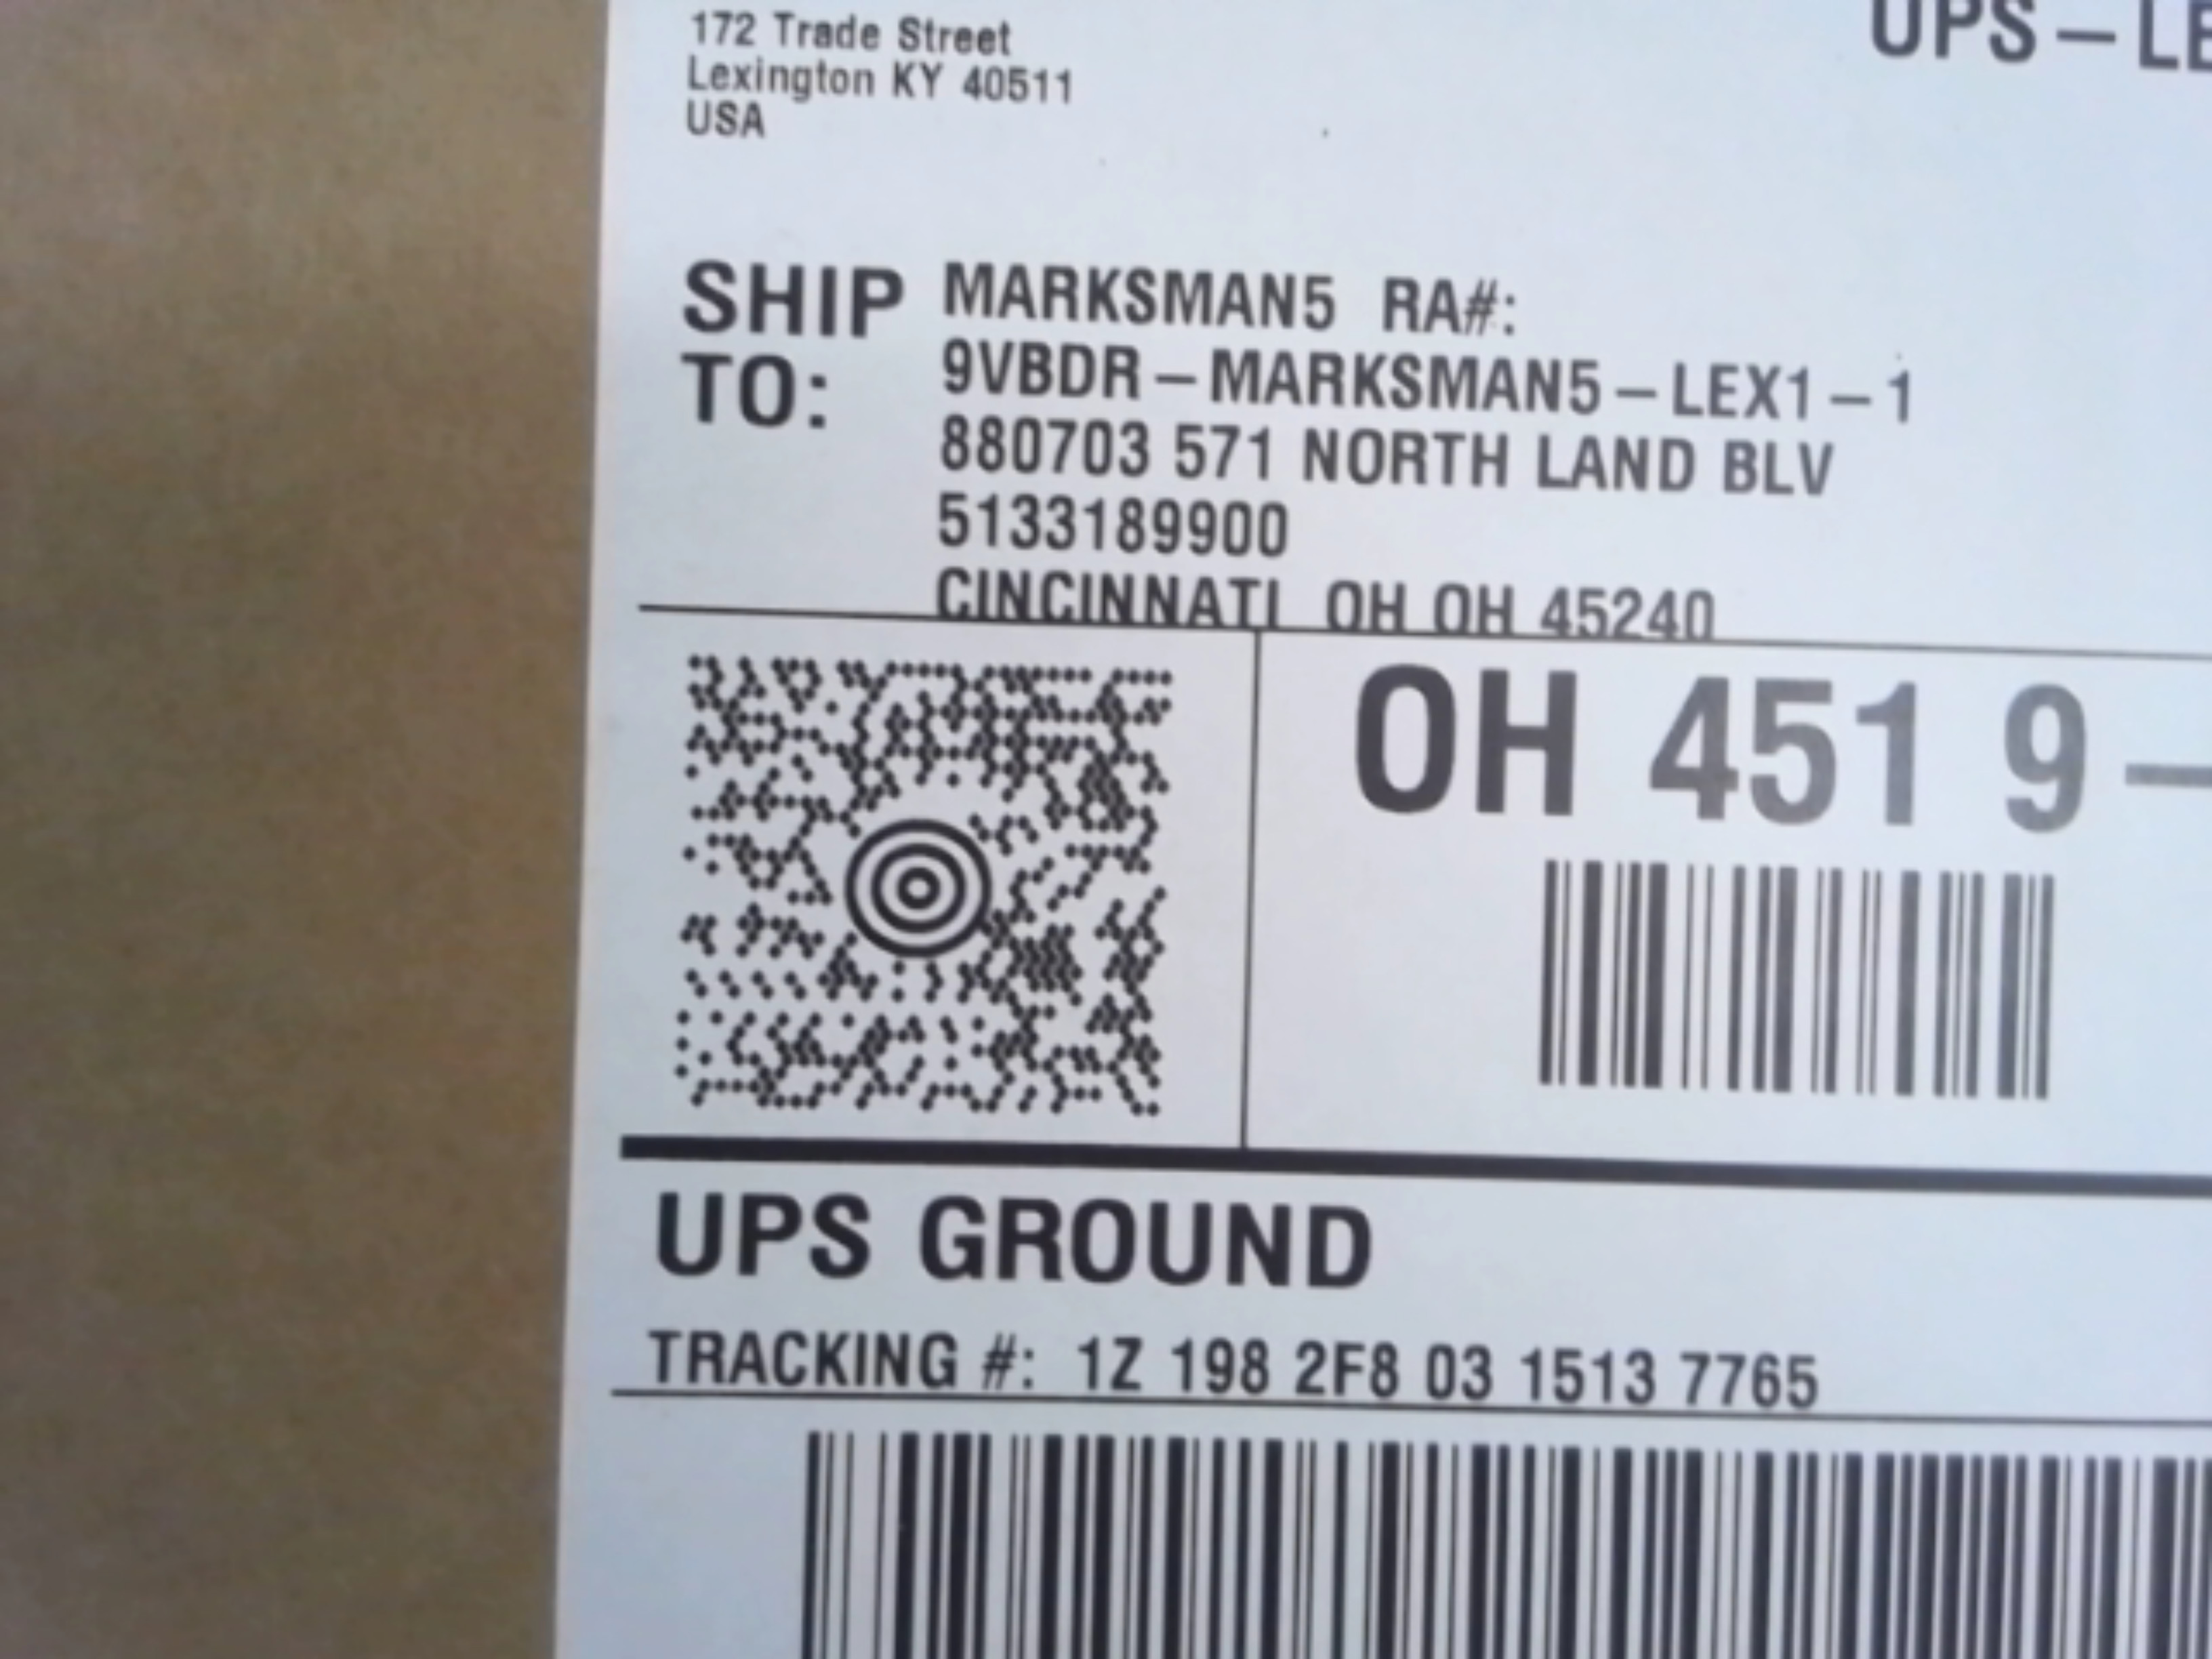 172 Trade Street
Lexington KY 40511
USA
UPS-LE
SHIP TO:
MARKSMAN5 RA#:
9VBDR-MARKSMAN5-LEX1-1
880703 571 NORTH LAND BLV
5133189900
CINCINNATI OH OH 45240
OH 451 9-
UPS GROUND
TRACKING #: 1Z 198 2F8 03 1513 7765